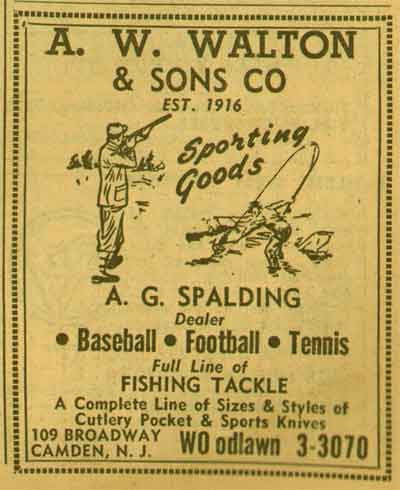 A. W. WALTON
& SONS CO
EST. 1916
Sporting
Goods
A. G. SPALDING
Dealer
• Baseball • Football • Tennis
Full Line of
FISHING TACKLE
A Complete Line of Sizes & Styles of
Cutlery Pocket & Sports Knives
109 BROADWAY
CAMDEN, N. J.
WO odlawn 3-3070